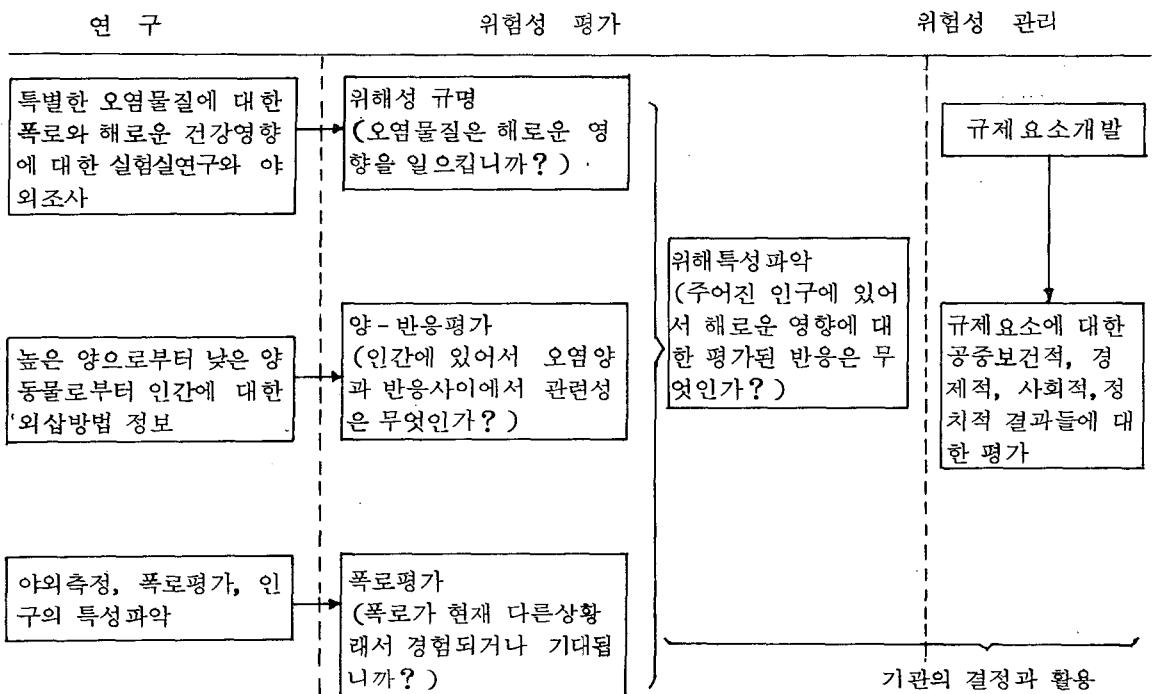 연 구
위험성 평가
위험성 관리
특별한 오염물질에 대한
폭로와 해로운 건강영향
에 대한 실험실연구와 야
외조사
위해성 규명
(오염물질은 해로운 영
향을 일으킵니까?)
규제요소개발
위해특성파악
(주어진 인구에 있어
서 해로운 영향에 대
한 평가된 반응은 무
엇인가?)
높은 양으로부터 낮은 양
동물로부터 인간에 대한
외삽방법 정보
양-반응평가
(인간에 있어서 오염양
과 반응사이에서 관련성
은 무엇인가?)
규제요소에 대한
공중보건적, 경
제적, 사회적, 정
치적 결과들에 대
한 평가
야외측정, 폭로평가, 인
구의 특성파악
폭로평가
(폭로가 현재 다른상황
래서 경험되거나 기대됩
니까?)
기관의 결정과 활용